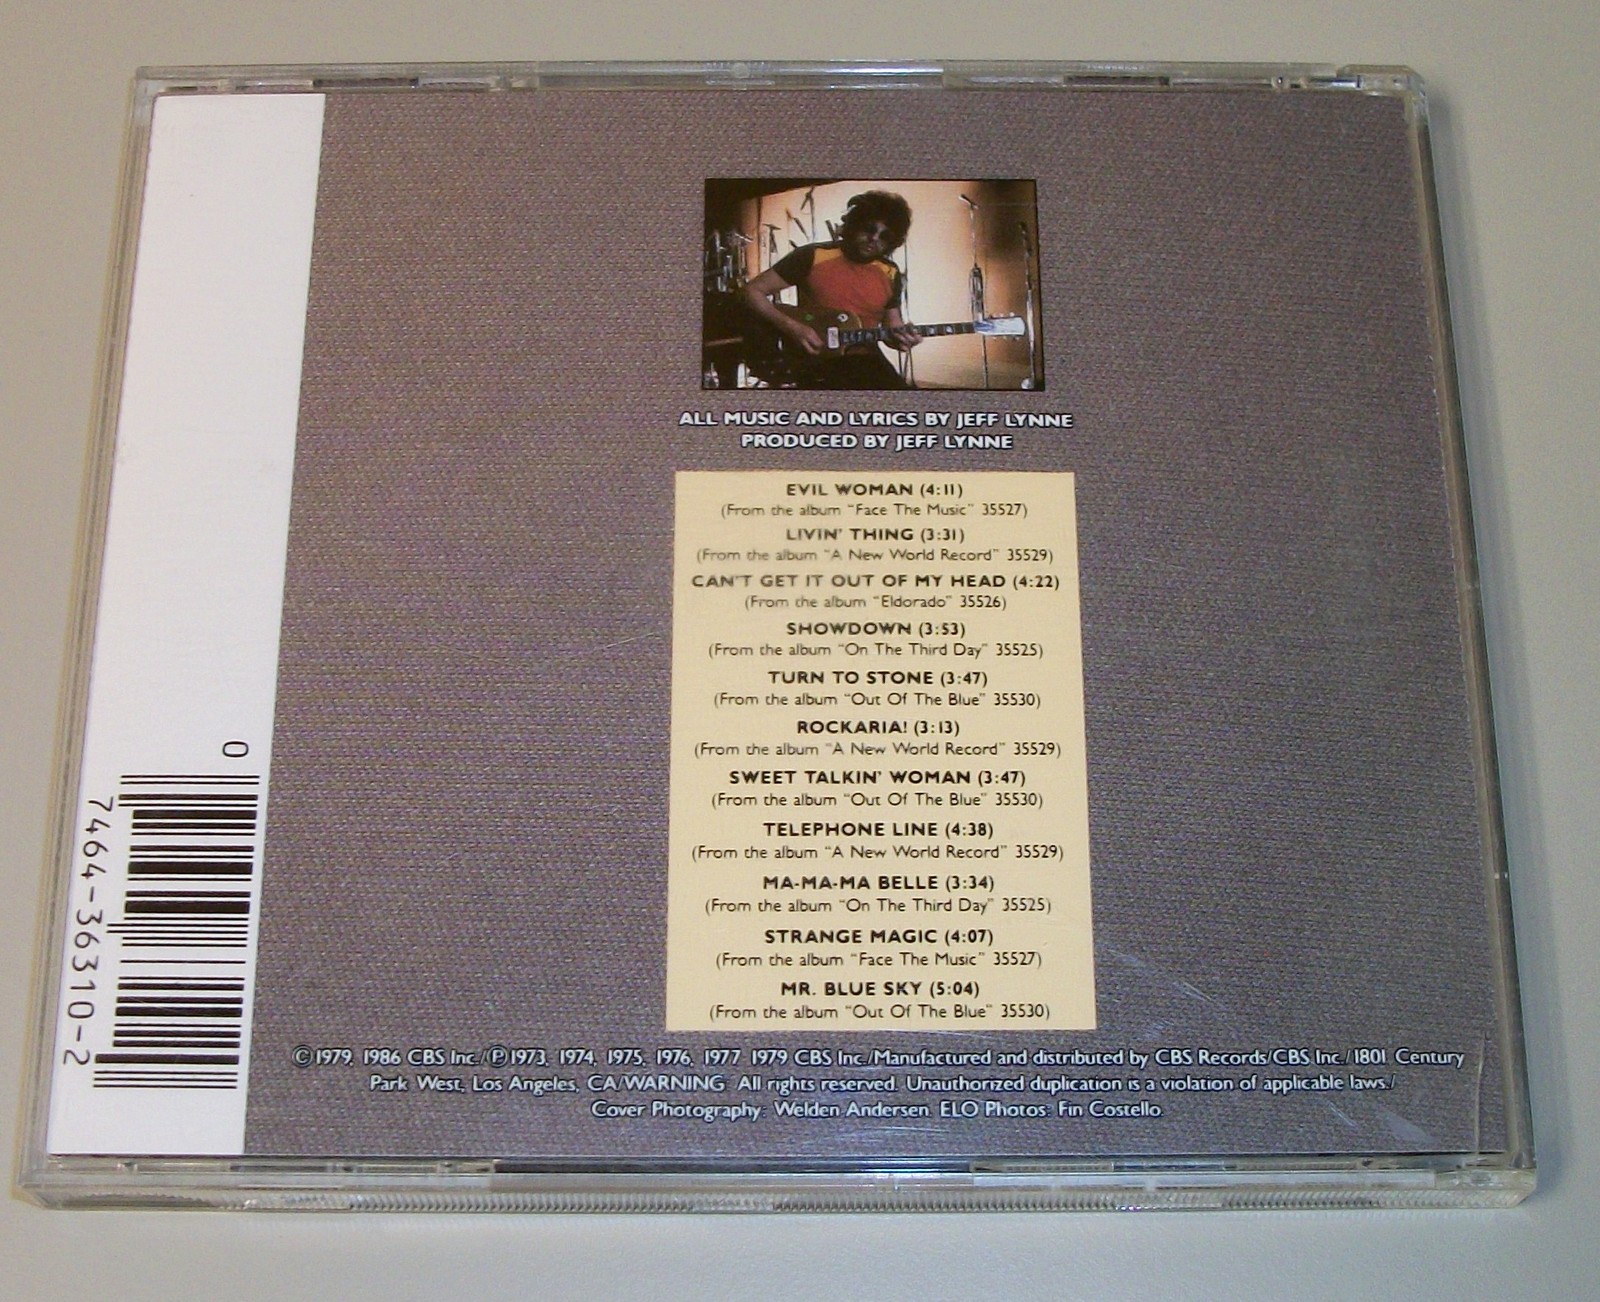 ALL MUSIC AND LYRICS BY JEFF LYNNE
PRODUCED BY JEFF LYNNE
EVIL WOMAN (4:11)
(From the album "Face The Music" 35527)
LIVIN' THING (3:31)
(From the album "A New World Record" 35529)
CAN'T GET IT OUT OF MY HEAD (4:22)
(From the album "Eldorado" 35526)
SHOWDOWN (3:53)
(From the album "On The Third Day" 35525)
TURN TO STONE (3:47)
(From the album "Out Of The Blue" 35530)
ROCKARIA! (3:13)
(From the album "A New World Record" 35529)
SWEET TALKIN' WOMAN (3:47)
(From the album "Out Of The Blue" 35530)
TELEPHONE LINE (4:38)
(From the album "A New World Record" 35529)
MA-MA-MA BELLE (3:34)
(From the album "On The Third Day" 35525)
STRANGE MAGIC (4:07)
(From the album "Face The Music" 35527)
MR. BLUE SKY (5:04)
(From the album "Out Of The Blue" 35530)
©1979, 1986 CBS Inc./℗1973, 1974, 1975, 1976, 1977 1979 CBS Inc./Manufactured and distributed by CBS Records/CBS Inc./1801 Century
Park West, Los Angeles, CA/WARNING: All rights reserved. Unauthorized duplication is a violation of applicable laws./
Cover Photography: Welden Andersen. ELO Photos: Fin Costello.
0
7464-36310-2